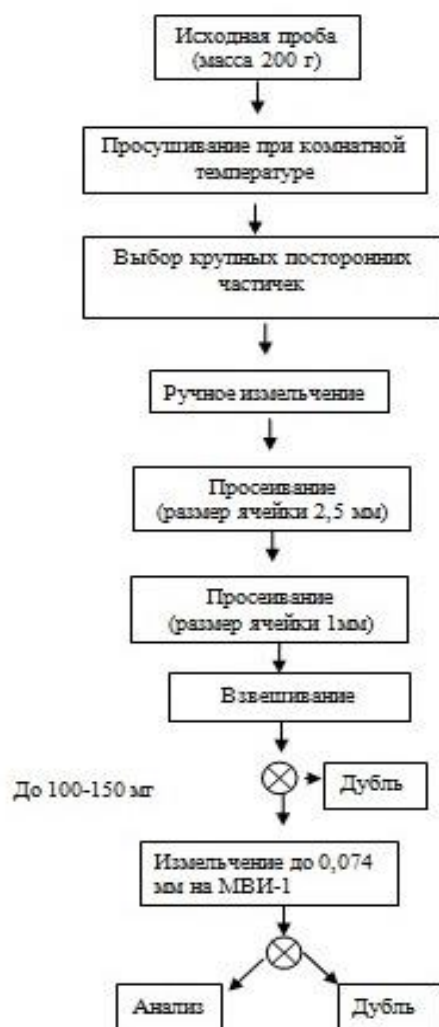 Исходная проба
(масса 200 г)
Просушивание при комнатной
температуре
Выбор крупных посторонних
частичек
Ручное измельчение
Просеивание
(размер ячейки 2,5 мм)
Просеивание
(размер ячейки 1мм)
Взвешивание
До 100-150 мг
Дубль
Измельчение до 0,074
мм на МВИ-1
Анализ
Дубль